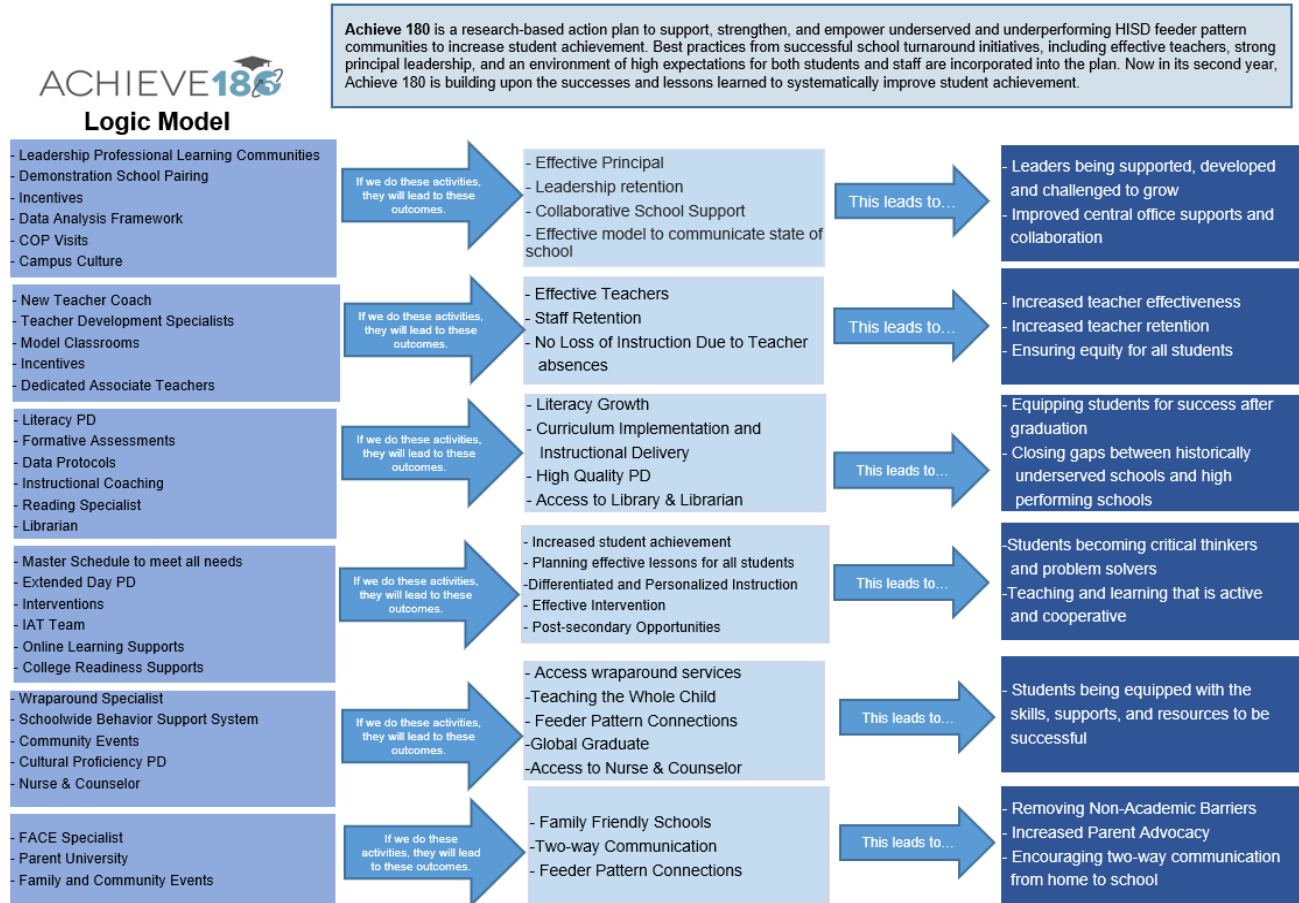 Achieve 180 is a research-based action plan to support, strengthen, and empower underserved and underperforming HISD feeder pattern
communities to increase student achievement. Best practices from successful school turnaround initiatives, including effective teachers, strong
principal leadership, and an environment of high expectations for both students and staff are incorporated into the plan. Now in its second year,
Achieve 180 is building upon the successes and lessons learned to systematically improve student achievement.
ACHIEVE180
Logic Model
- Leadership Professional Learning Communities
- Demonstration School Pairing
- Incentives
- Data Analysis Framework
- COP Visits
- Campus Culture
If we do these activities,
they will lead to these
outcomes.
- Effective Principal
- Leadership retention
- Collaborative School Support
- Effective model to communicate state of
school
This leads to…
- Leaders being supported, developed
and challenged to grow
- Improved central office supports and
collaboration
- New Teacher Coach
- Teacher Development Specialists
- Model Classrooms
- Incentives
- Dedicated Associate Teachers
If we do these activities,
they will lead to these
outcomes.
- Effective Teachers
- Staff Retention
- No Loss of Instruction Due to Teacher
absences
This leads to…
- Increased teacher effectiveness
- Increased teacher retention
- Ensuring equity for all students
- Literacy PD
- Formative Assessments
- Data Protocols
- Instructional Coaching
- Reading Specialist
- Librarian
If we do these activities,
they will lead to these
outcomes.
- Literacy Growth
- Curriculum Implementation and
Instructional Delivery
- High Quality PD
- Access to Library & Librarian
This leads to…
- Equipping students for success after
graduation
- Closing gaps between historically
underserved schools and high
performing schools
- Master Schedule to meet all needs
- Extended Day PD
- Interventions
- IAT Team
- Online Learning Supports
- College Readiness Supports
If we do these activities,
they will lead to these
outcomes.
- Increased student achievement
- Planning effective lessons for all students
-Differentiated and Personalized Instruction
- Effective Intervention
- Post-secondary Opportunities
This leads to…
-Students becoming critical thinkers
and problem solvers
-Teaching and learning that is active
and cooperative
- Wraparound Specialist
- Schoolwide Behavior Support System
- Community Events
- Cultural Proficiency PD
- Nurse & Counselor
If we do these activities,
they will lead to these
outcomes.
- Access wraparound services
-Teaching the Whole Child
- Feeder Pattern Connections
-Global Graduate
-Access to Nurse & Counselor
This leads to…
- Students being equipped with the
skills, supports, and resources to be
successful
- FACE Specialist
- Parent University
- Family and Community Events
If we do these
activities, they will lead
to these outcomes.
- Family Friendly Schools
-Two-way Communication
- Feeder Pattern Connections
This leads to…
- Removing Non-Academic Barriers
- Increased Parent Advocacy
- Encouraging two-way communication
from home to school